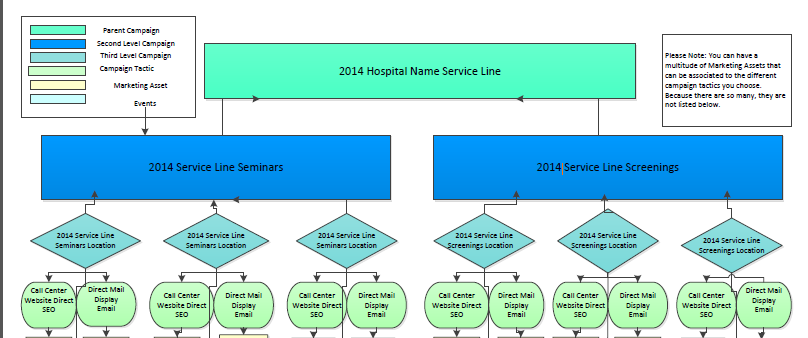 Parent Campaign
Second Level Campaign
Third Level Campaign
Campaign Tactic
Marketing Asset
Events
2014 Hospital Name Service Line
Please Note: You can have a
multitude of Marketing Assets that
can be associated to the different
campaign tactics you choose.
Because there are so many, they are
not listed below.
2014 Service Line Seminars
2014 Service Line Screenings
2014 Service Line
Seminars Location
2014 Service Line
Seminars Location
2014 Service Line
Seminars Location
2014 Service Line
Screenings Location
2014 Service Line
Screenings Location
2014 Service Line
Screenings Location
Call Center
Website Direct
SEO
Direct Mail
Display
Email
Call Center
Wesbite Direct
SEO
Direct Mail
Display
Email
Call Center
Website Direct
SEO
Direct Mail
Display
Email
Call Center
Website Direct
SEO
Direct Mail
Display
Email
Call Center
Website Direct
SEO
Direct Mail
Display
Email
Call Center
Website Direct
SEO
Direct Mail
Display
Email